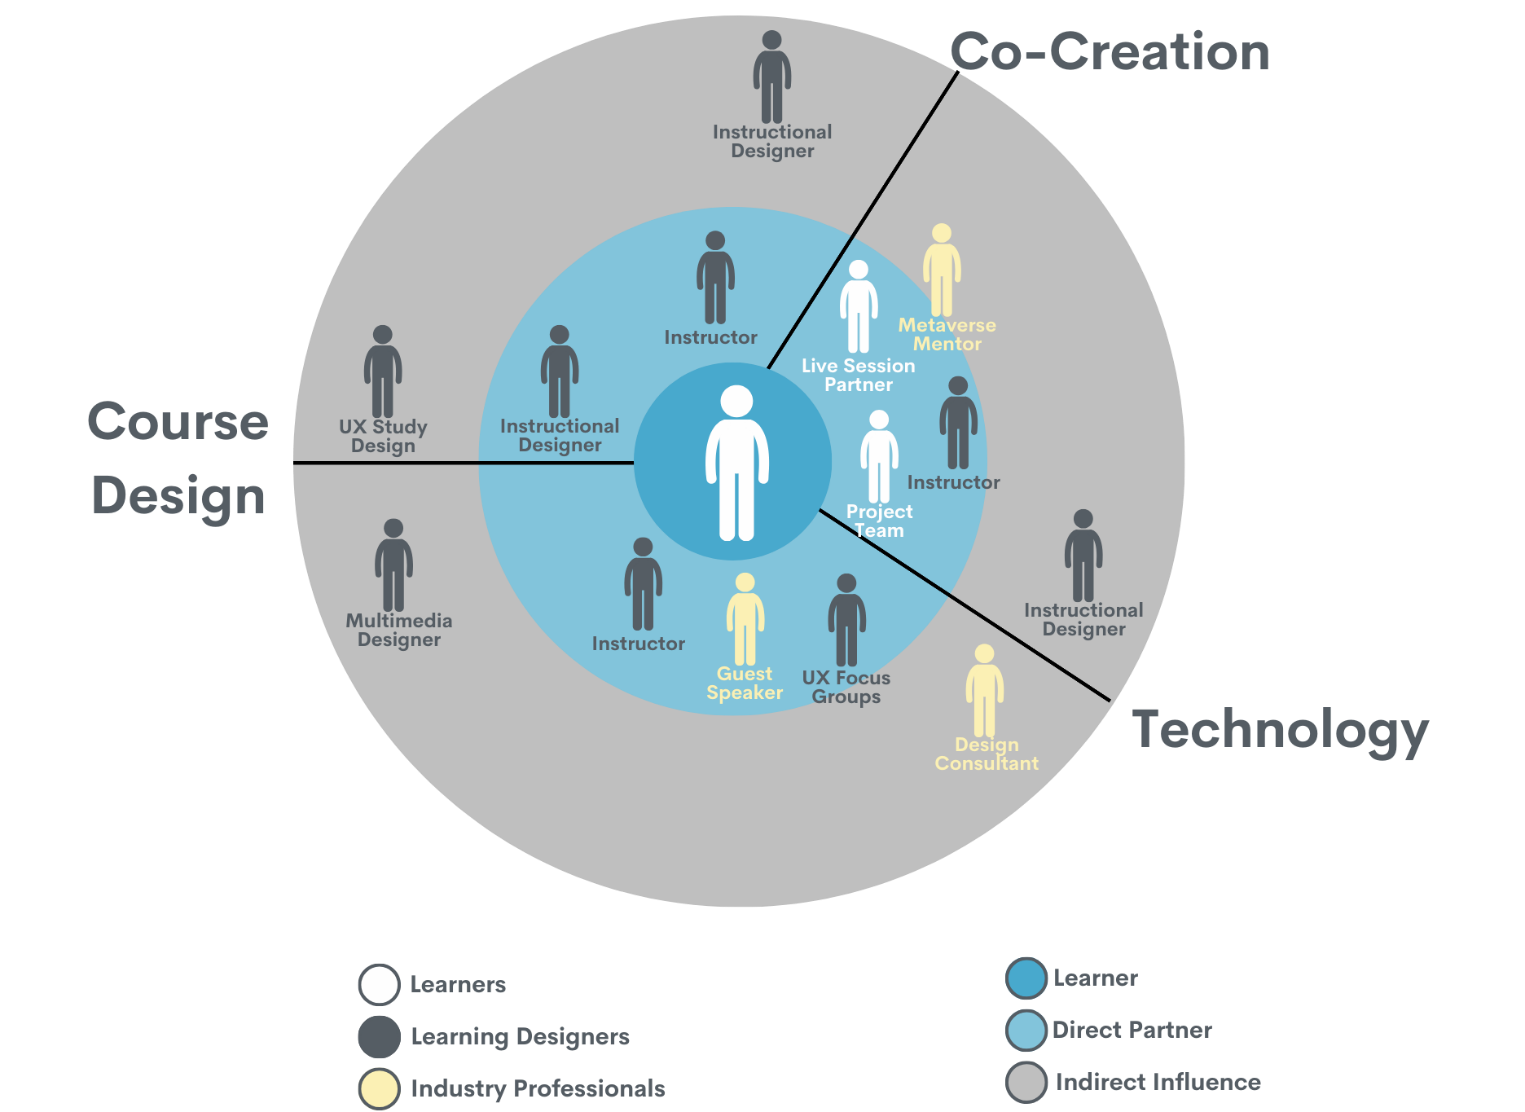 Co-Creation
Instructional
Designer
Instructor
Metaverse
Mentor
Live Session
Partner
UX Study
Design
Instructional
Designer
Course
Design
Instructor
Project
Team
Instructional
Designer
Multimedia
Designer
Instructor
Guest
Speaker
UX Focus
Groups
Design
Consultant
Technology
Learners
Learning Designers
Industry Professionals
Learner
Direct Partner
Indirect Influence